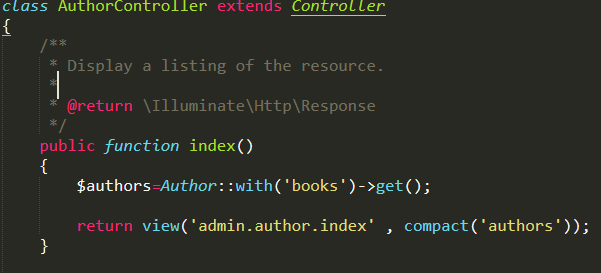 class AuthorController extends Controller
{
/**
* Display a listing of the resource.
*
* @return \Illuminate\Http\Response
*/
public function index()
{
$authors=Author::with('books')->get();
return view('admin.author.index' , compact('authors'));
}